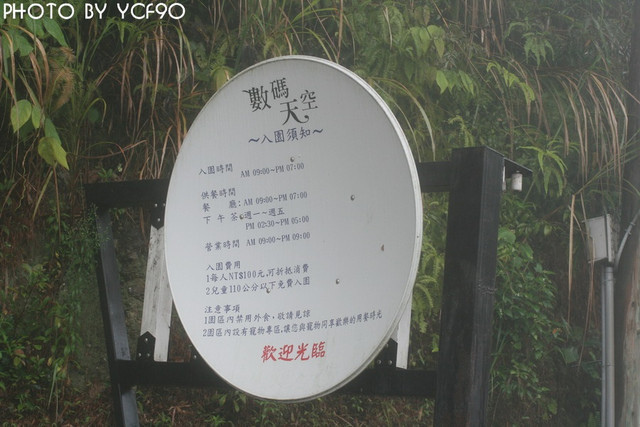 PHOTO BY YCF90
數碼天空
～入園須知～
入園時間 AM 09:00～PM 07:00
供餐時間
餐 廳: AM 09:00～PM 07:00
下 午 茶:週一～週五
PM 02:30～PM 05:00
營業時間 AM 09:00～PM 09:00
入園費用
1每人NT$100元,可折抵消費
2兒童110公分以下免費入園
注意事項
1園區內禁用外食，敬請見諒
2園區內設有寵物專區,讓您與寵物同享歡樂的用餐時光
歡迎光臨